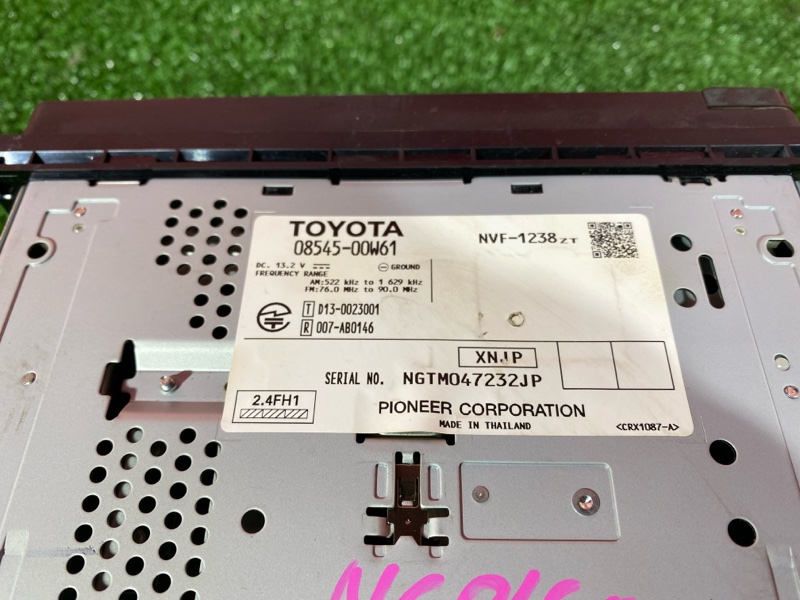 TOYOTA
08545-00W61
NVF-1238ZT
DC. 13.2 V
GROUND
FREQUENCY RANGE
AM:522 kHz to 1 629 kHz
FM:76.0 MHz to 90.0 MHz
T D13-0023001
R 007-AB0146
XNJP
SERIAL NO. NGTM047232JP
2.4FH1
PIONEER CORPORATION
MADE IN THAILAND
<CRX1087-A>